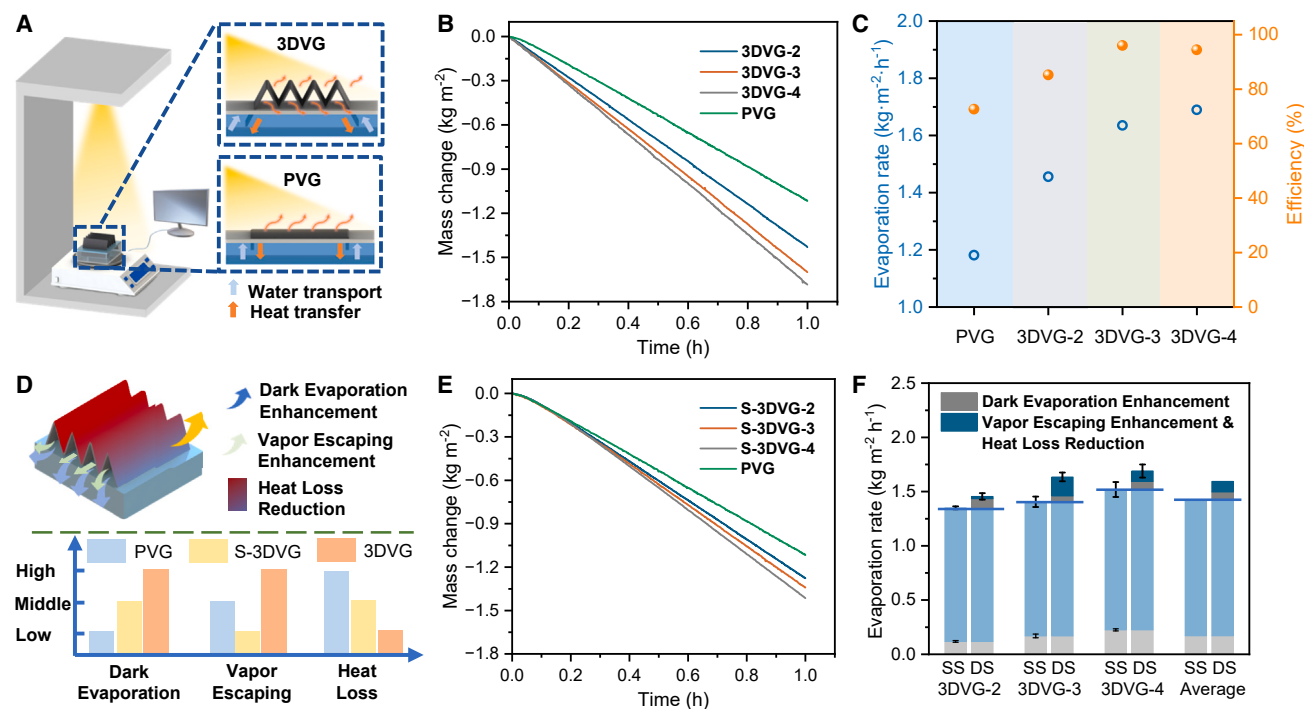 A
3DVG
PVG
Water transport
Heat transfer
B
Mass change (kg m⁻²)
0.0
−0.3
−0.6
−0.9
−1.2
−1.5
−1.8
3DVG-2
3DVG-3
3DVG-4
PVG
0.0 0.2 0.4 0.6 0.8 1.0
Time (h)
C
Evaporation rate (kg·m⁻²·h⁻¹)
2.0
1.8
1.6
1.4
1.2
1.0
100
80
60
40
20
0
Efficiency (%)
PVG 3DVG-2 3DVG-3 3DVG-4
D
Dark Evaporation
Enhancement
Vapor Escaping
Enhancement
Heat Loss
Reduction
PVG S-3DVG 3DVG
High
Middle
Low
Dark
Evaporation
Vapor
Escaping
Heat
Loss
E
Mass change (kg m⁻²)
0.0
−0.3
−0.6
−0.9
−1.2
−1.5
−1.8
S-3DVG-2
S-3DVG-3
S-3DVG-4
PVG
0.0 0.2 0.4 0.6 0.8 1.0
Time (h)
F
Evaporation rate (kg m⁻² h⁻¹)
2.5
2.0
1.5
1.0
0.5
0.0
Dark Evaporation Enhancement
Vapor Escaping Enhancement &
Heat Loss Reduction
SS DS SS DS SS DS SS DS
3DVG-2 3DVG-3 3DVG-4 Average